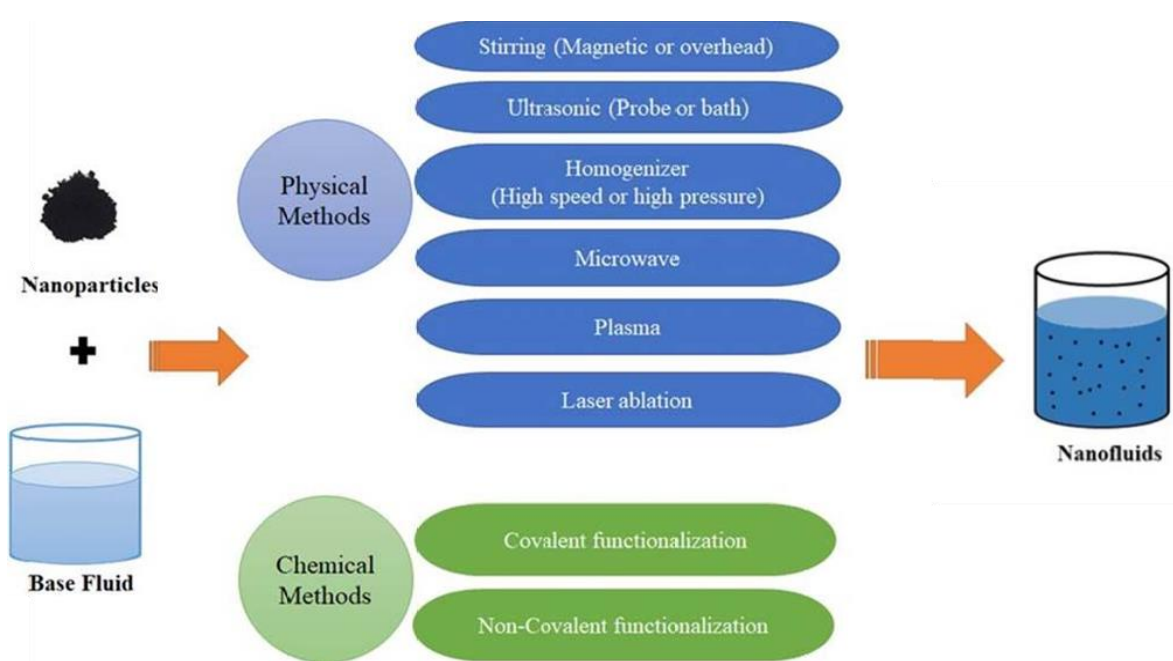 Nanoparticles
+
Base Fluid
Physical
Methods
Stirring (Magnetic or overhead)
Ultrasonic (Probe or bath)
Homogenizer
(High speed or high pressure)
Microwave
Plasma
Laser ablation
Chemical
Methods
Covalent functionalization
Non-Covalent functionalization
Nanofluids